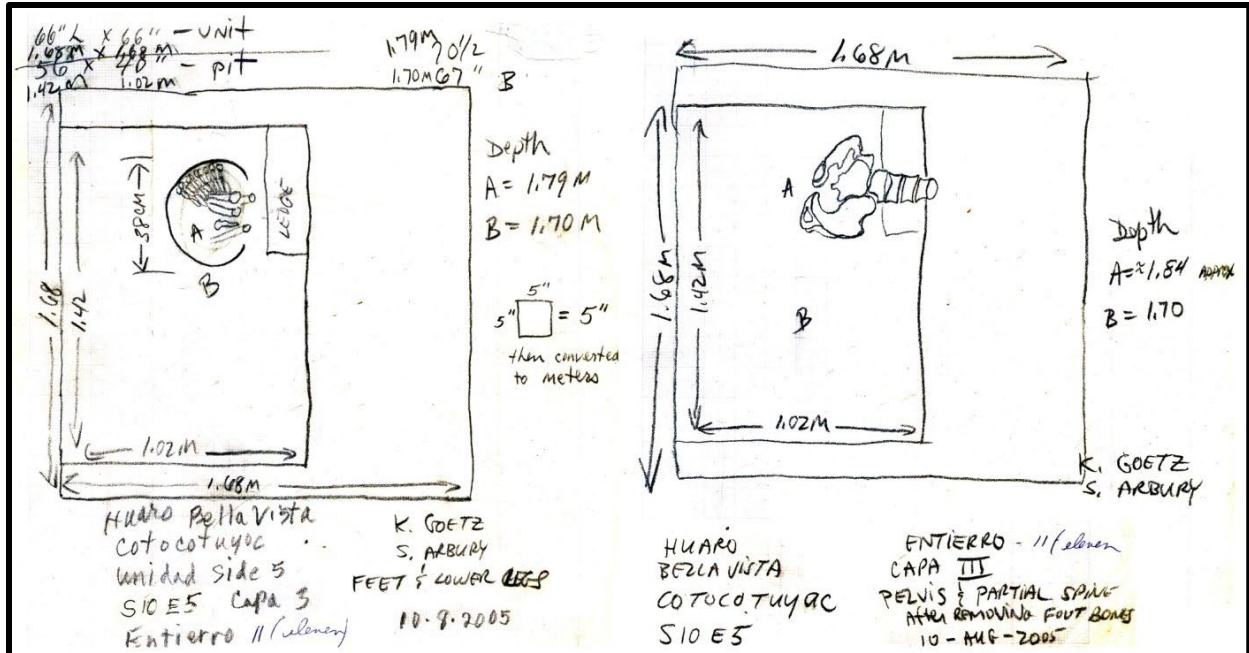 66" L x 66" - UNIT
1.68M x 1.68M
56 x 40" - pit
1.42M 1.02M
1.79M 70 1/2
1.70M 67" B
38CM
A
B
LEDGE
1.68
1.42
1.02M
1.68M
Depth
A = 1.79 M
B = 1.70 M
5"
5" = 5"
then converted
to meters
Huaro Bella Vista
Cotocotuyoc
Unidad Side 5
S10 E5 Capa 3
Entierro 11 (eleven)
K. GOETZ
S. ARBURY
FEET & LOWER LEGS
10.8.2005
1.68M
A
B
1.68M
1.42M
1.02M
Depth
A=≈1.84 APPROX
B = 1.70
K. GOETZ
S. ARBURY
HUARO
BELLA VISTA
COTOCOTUYOC
S10 E5
ENTIERRO - 11 (eleven
CAPA III
PELVIS & PARTIAL SPINE
After REMOVING FOOT BONES
10 - AUG - 2005